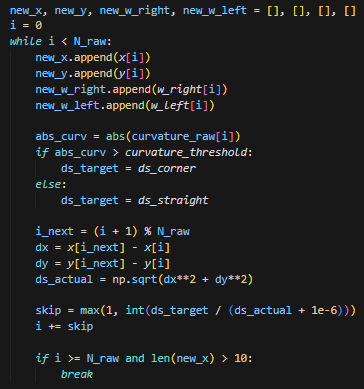 new_x, new_y, new_w_right, new_w_left = [], [], [], []
i = 0
while i < N_raw:
    new_x.append(x[i])
    new_y.append(y[i])
    new_w_right.append(w_right[i])
    new_w_left.append(w_left[i])

    abs_curv = abs(curvature_raw[i])
    if abs_curv > curvature_threshold:
        ds_target = ds_corner
    else:
        ds_target = ds_straight

    i_next = (i + 1) % N_raw
    dx = x[i_next] - x[i]
    dy = y[i_next] - y[i]
    ds_actual = np.sqrt(dx**2 + dy**2)

    skip = max(1, int(ds_target / (ds_actual + 1e-6)))
    i += skip

    if i >= N_raw and len(new_x) > 10:
        break